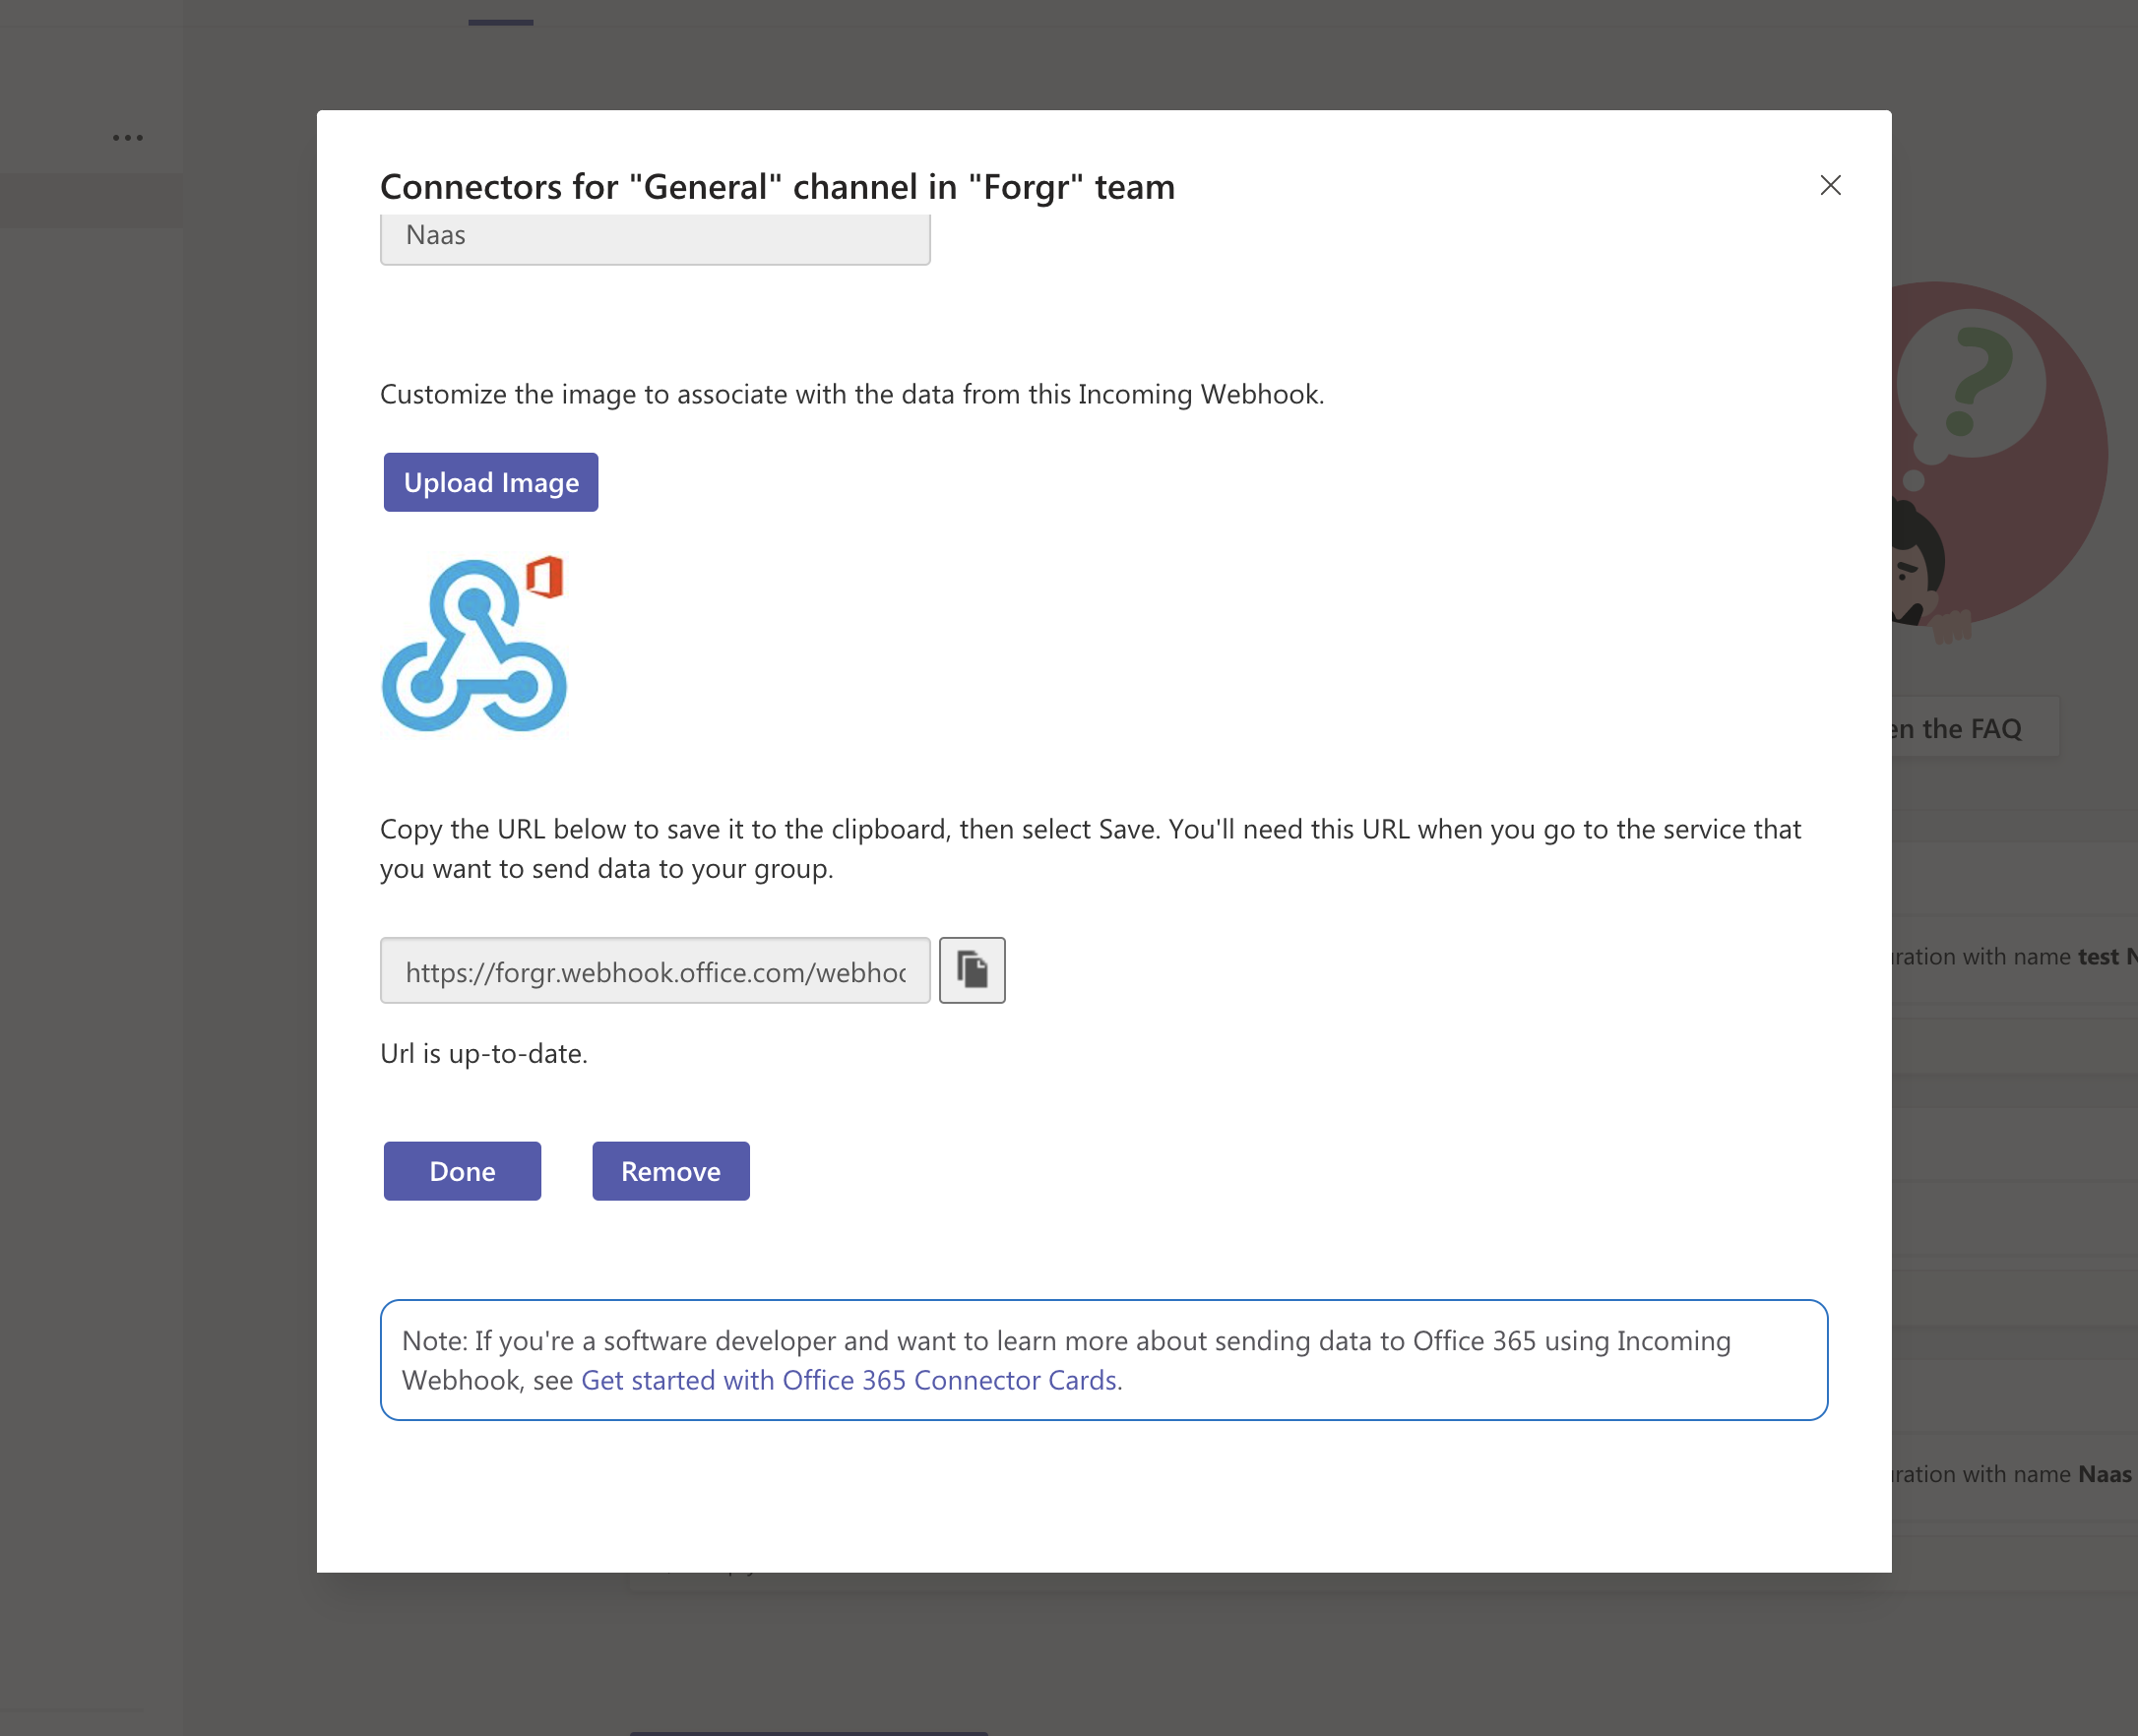 Connectors for "General" channel in "Forgr" team
Naas
Customize the image to associate with the data from this Incoming Webhook.
Upload Image
?
Copy the URL below to save it to the clipboard, then select Save. You'll need this URL when you go to the service that
you want to send data to your group.
https://forgr.webhook.office.com/webhoo
Url is up-to-date.
Done
Remove
Note: If you're a software developer and want to learn more about sending data to Office 365 using Incoming
Webhook, see Get started with Office 365 Connector Cards.
en the FAQ
uration with name test N
uration with name Naas